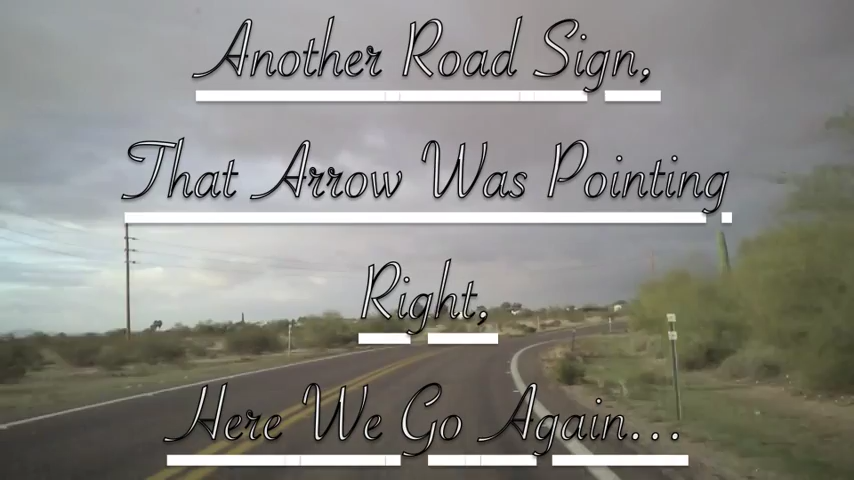 Another Road Sign,
That Arrow Was Pointing
Right,
Here We Go Again...